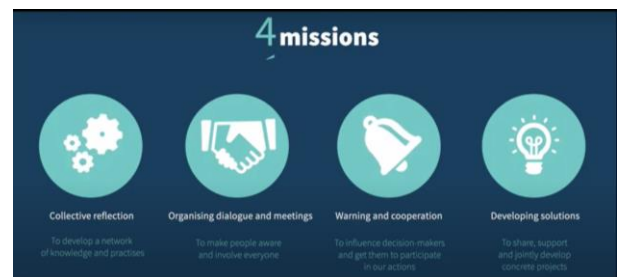 4 missions
Collective reflection
To develop a network
of knowledge and practises
Organising dialogue and meetings
To make people aware
and involve everyone
Warning and cooperation
To influence decision-makers
and get them to participate
in our actions
Developing solutions
To share, support
and jointly develop
concrete projects